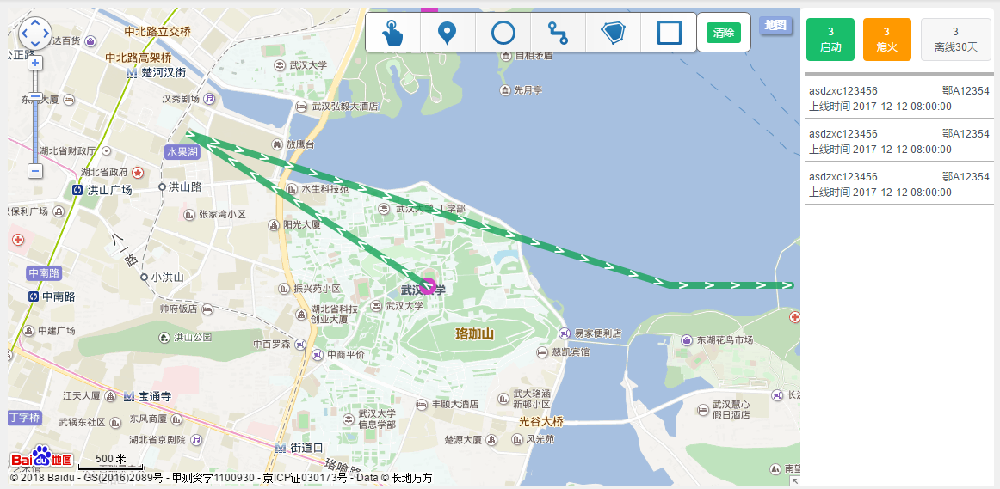 中北路立交桥
达百货
公正路
中北路高架桥
楚河汉街
武汉大学
自相矛盾
先月亭
清除
地图
汉秀剧场
武汉弘毅大酒店
大厦
湖北省财政厅
水果湖
放鹰台
湖北省政府
洪山广场
洪山路
水生科技苑
保利广场
张家湾小区
武汉大学 工学部
阳光大厦
八一路
中南路
小洪山
中南路
振兴苑小区
武汉大学
武汉大学
帅府饭店
湖北省科技
创业大厦
中建广场
洪山公园
珞珈山
易家便利店
东湖花鸟市场
中百罗森
中商平价
慈凯宾馆
江天大厦
宝通寺
丰颐大酒店
武大珞涵
新邨小区
武汉慧心
假日酒店
丁字桥
武锅东社区
东风商厦
武汉大学
信息学部
光谷大桥
湖北省京剧院
街道口
楚源大厦
风光苑
珞喻路
南望
Bai du 地图
500 米
© 2018 Baidu - GS(2016)2089号 - 甲测资字1100930 - 京ICP证030173号 - Data © 长地万方
3
启动
3
熄火
3
离线30天
asdzxc123456 鄂A12354
上线时间 2017-12-12 08:00:00
asdzxc123456 鄂A12354
上线时间 2017-12-12 08:00:00
asdzxc123456 鄂A12354
上线时间 2017-12-12 08:00:00